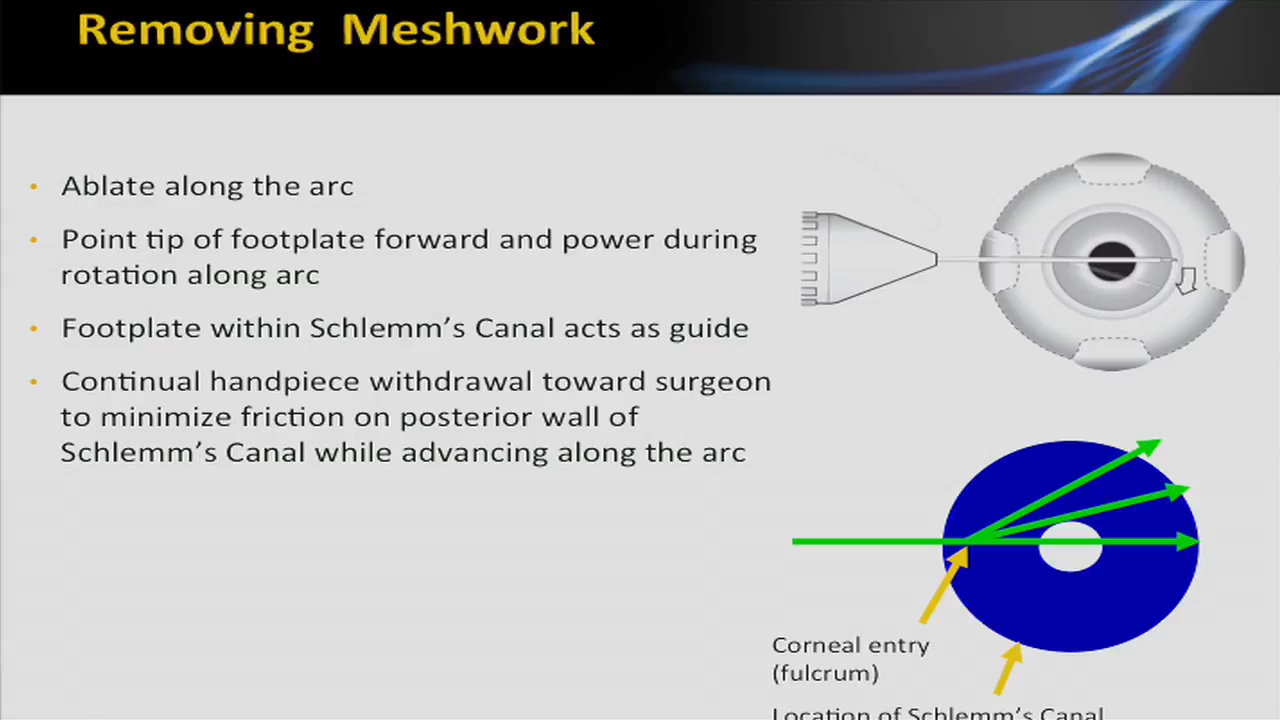 Removing Meshwork
• Ablate along the arc
• Point tip of footplate forward and power during
rotation along arc
• Footplate within Schlemm’s Canal acts as guide
• Continual handpiece withdrawal toward surgeon
to minimize friction on posterior wall of
Schlemm’s Canal while advancing along the arc
Corneal entry
(fulcrum)
Location of Schlemm’s Canal